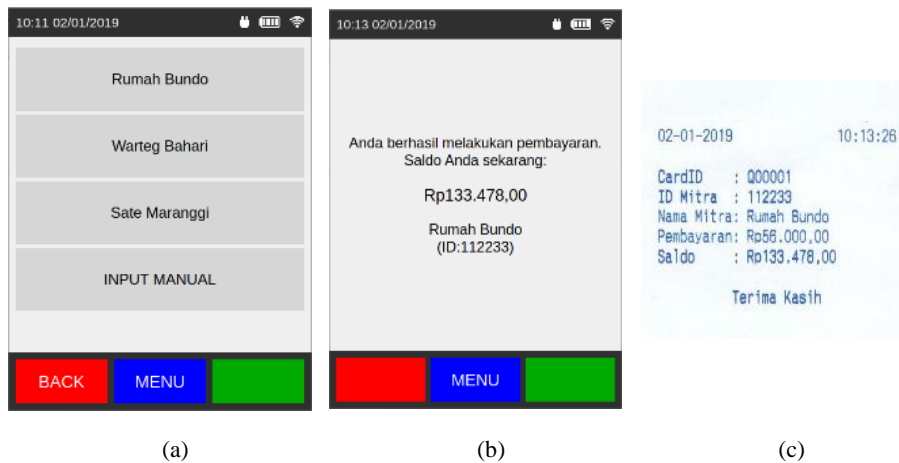 10:11 02/01/2019
Rumah Bundo
Warteg Bahari
Sate Maranggi
INPUT MANUAL
BACK MENU
(a)
10:13 02/01/2019
Anda berhasil melakukan pembayaran.
Saldo Anda sekarang:
Rp133.478,00
Rumah Bundo
(ID:112233)
MENU
(b)
02-01-2019 10:13:26
CardID : Q00001
ID Mitra : 112233
Nama Mitra: Rumah Bundo
Pembayaran: Rp56.000,00
Saldo : Rp133.478,00
Terima Kasih
(c)